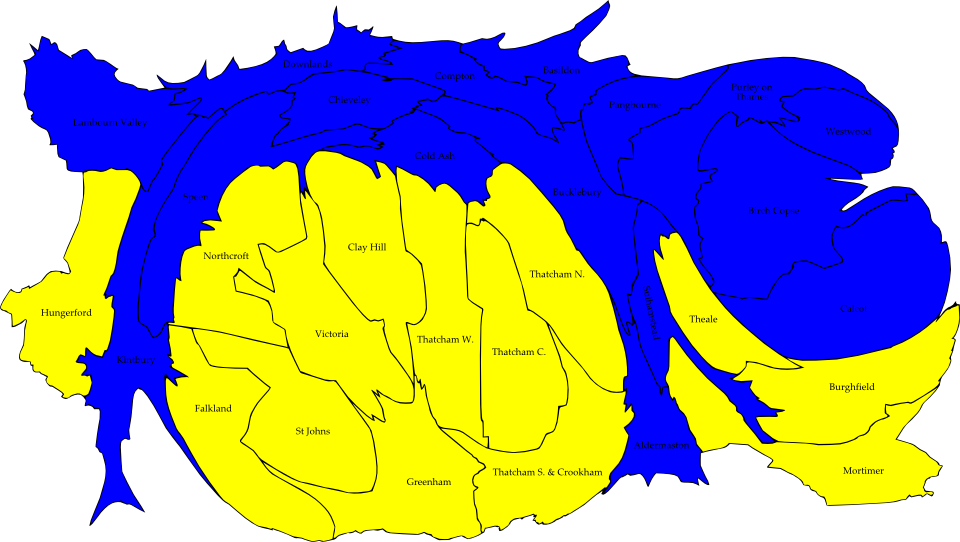 Downlands
Compton
Basildon
Purley on
Thames
Chieveley
Pangbourne
Lambourn Valley
Westwood
Cold Ash
Speen
Bucklebury
Birch Copse
Northcroft
Clay Hill
Thatcham N.
Hungerford
Sulhamstead
Theale
Calcot
Victoria
Thatcham W.
Thatcham C.
Kintbury
Burghfield
Falkland
St Johns
Aldermaston
Greenham
Thatcham S. & Crookham
Mortimer